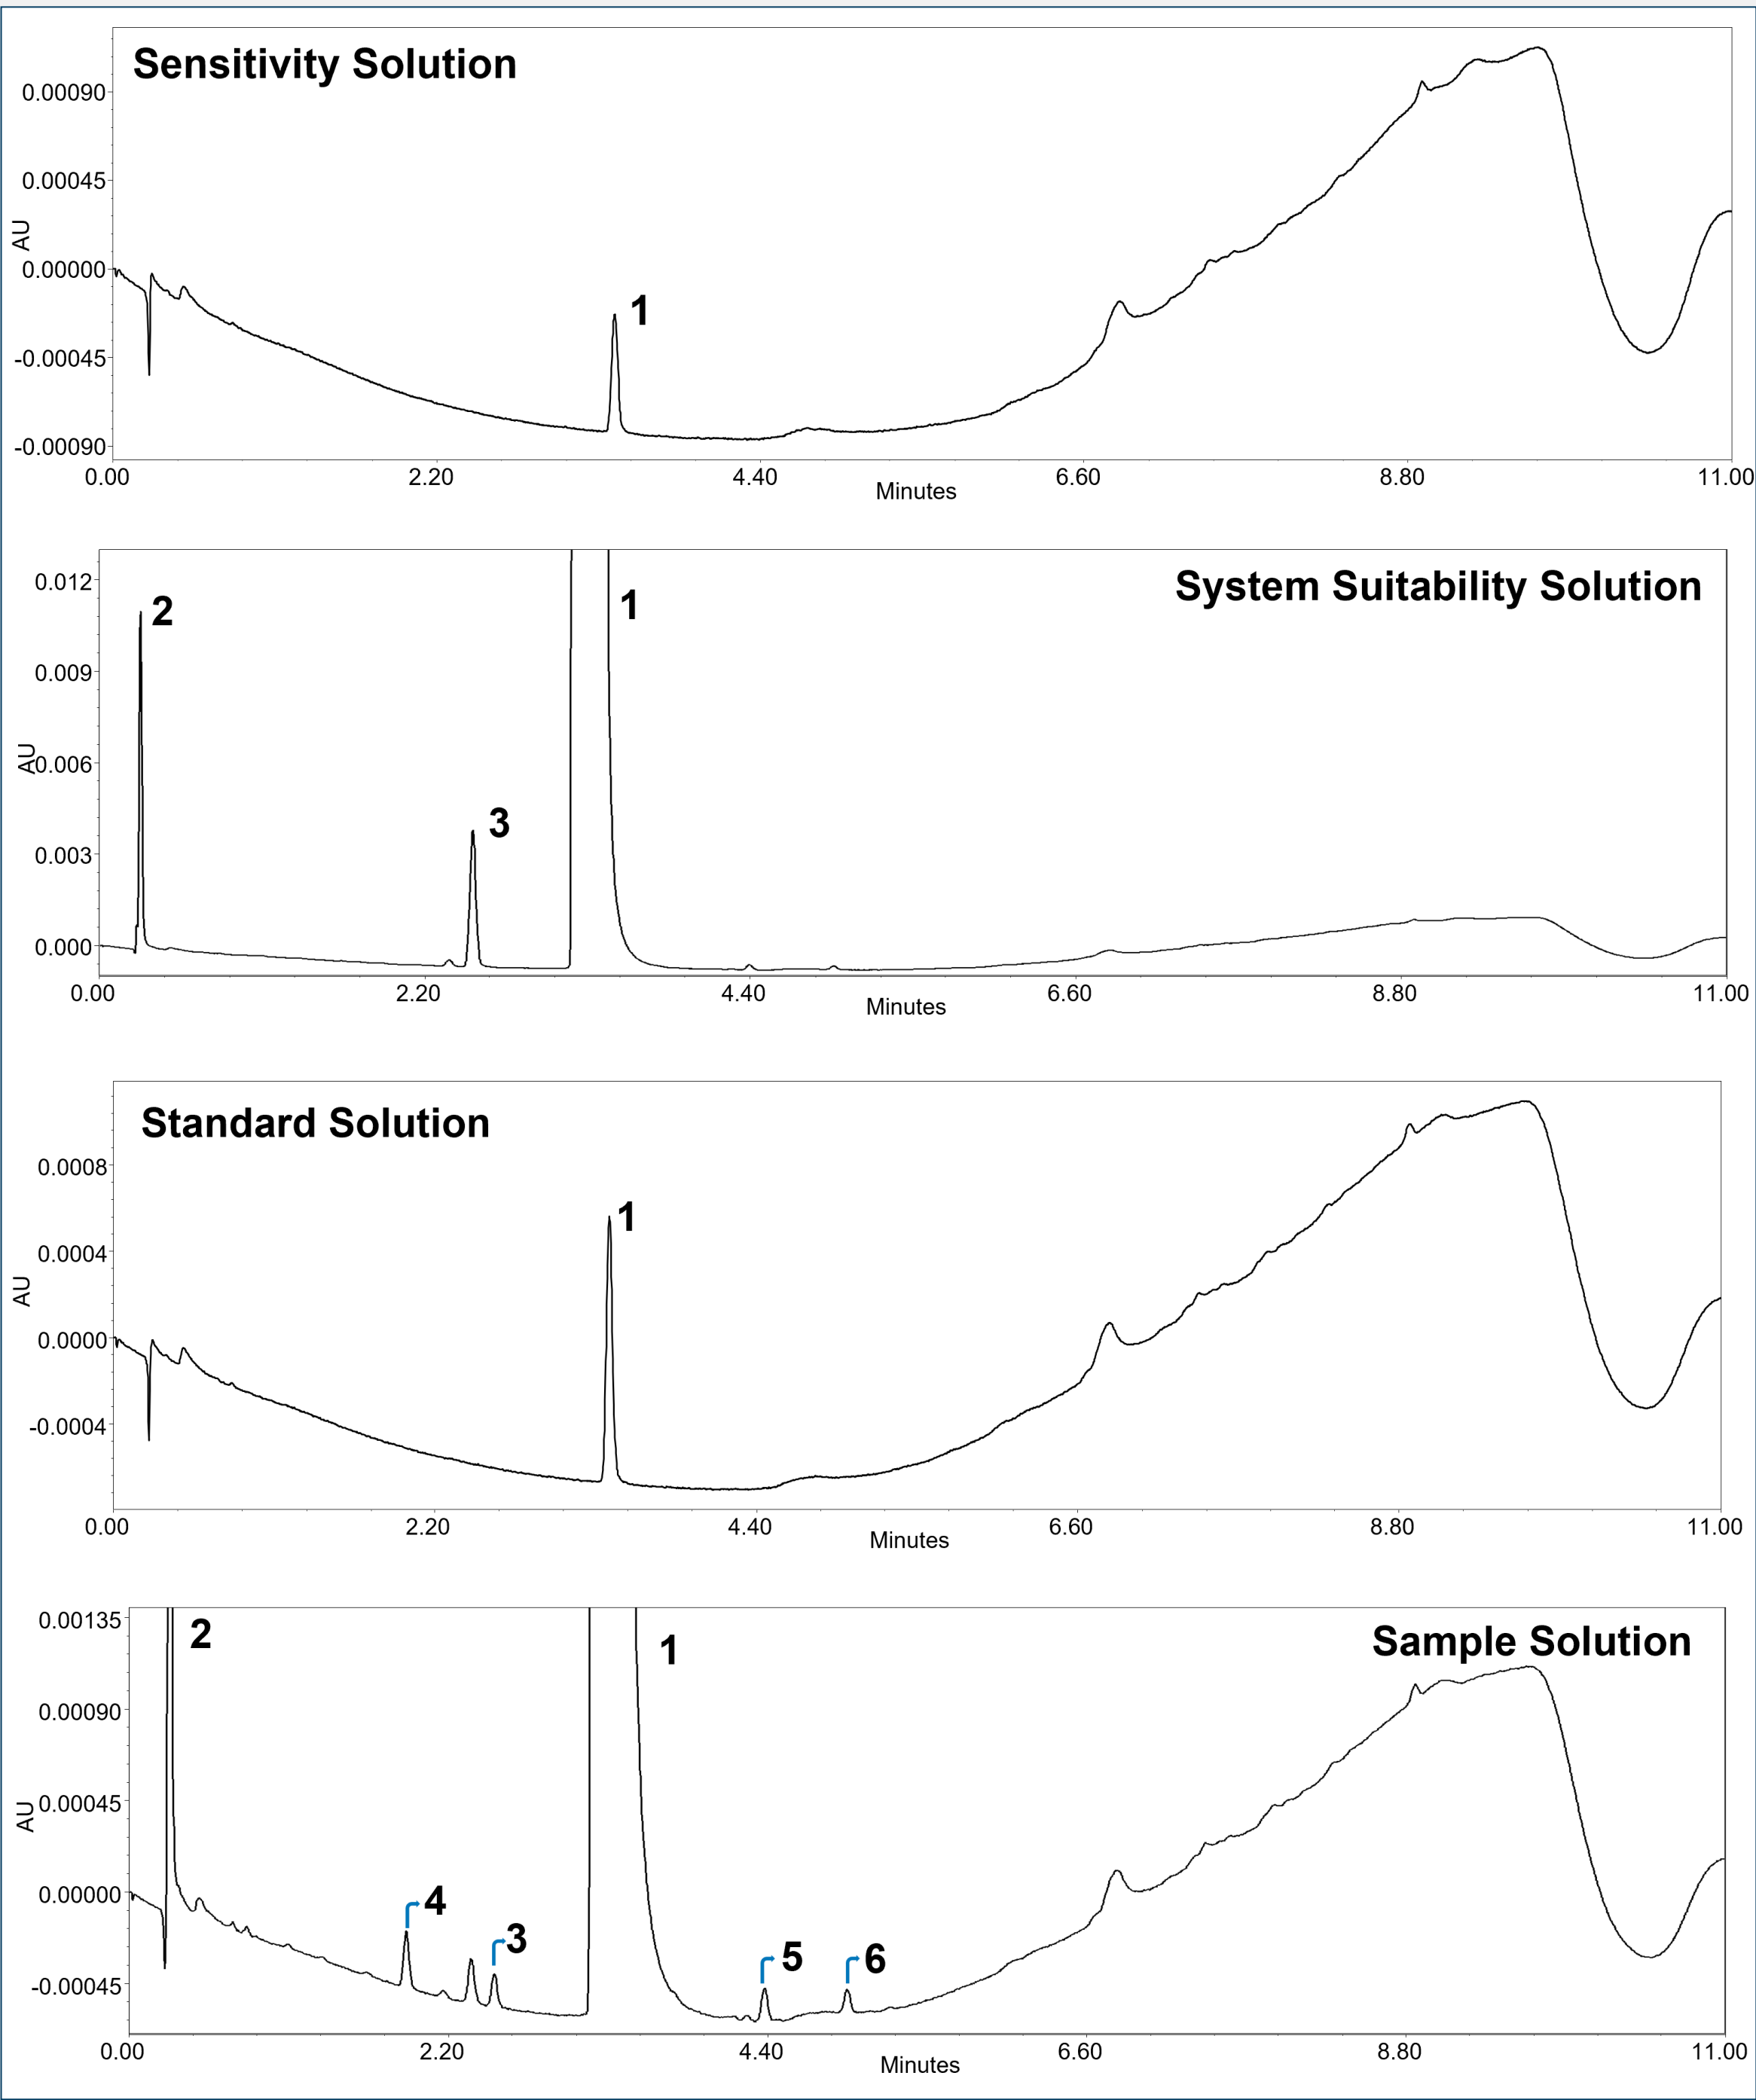 Sensitivity Solution
0.00090
0.00045
0.00000
-0.00045
-0.00090
AU
1
0.00 2.20 4.40 6.60 8.80 11.00
Minutes
System Suitability Solution
0.012
0.009
0.006
0.003
0.000
AU
2
3
1
0.00 2.20 4.40 6.60 8.80 11.00
Minutes
Standard Solution
0.0008
0.0004
0.0000
-0.0004
AU
1
0.00 2.20 4.40 6.60 8.80 11.00
Minutes
Sample Solution
0.00135
0.00090
0.00045
0.00000
-0.00045
AU
2
1
4
3
5
6
0.00 2.20 4.40 6.60 8.80 11.00
Minutes